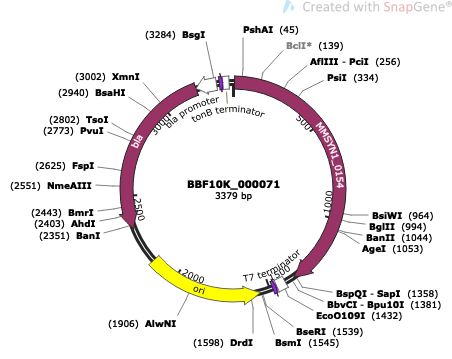 Created with SnapGene®
(3284) BsgI
PshAI (45)
BclI* (139)
AflIII - PciI (256)
PsiI (334)
(3002) XmnI
(2940) BsaHI
(2802) TsoI
(2773) PvuI
(2625) FspI
(2551) NmeAIII
(2443) BmrI
(2403) AhdI
(2351) BanI
bla promoter
tonB terminator
bla
MMSYN1_0154
500
1000
1500
2000
2500
3000
BBF10K_000071
3379 bp
BsiWI (964)
BglII (994)
BanII (1044)
AgeI (1053)
T7 terminator
ori
BspQI - SapI (1358)
BbvCI - Bpu10I (1381)
EcoO109I (1432)
BseRI (1539)
BsmI (1545)
(1598) DrdI
(1906) AlwNI